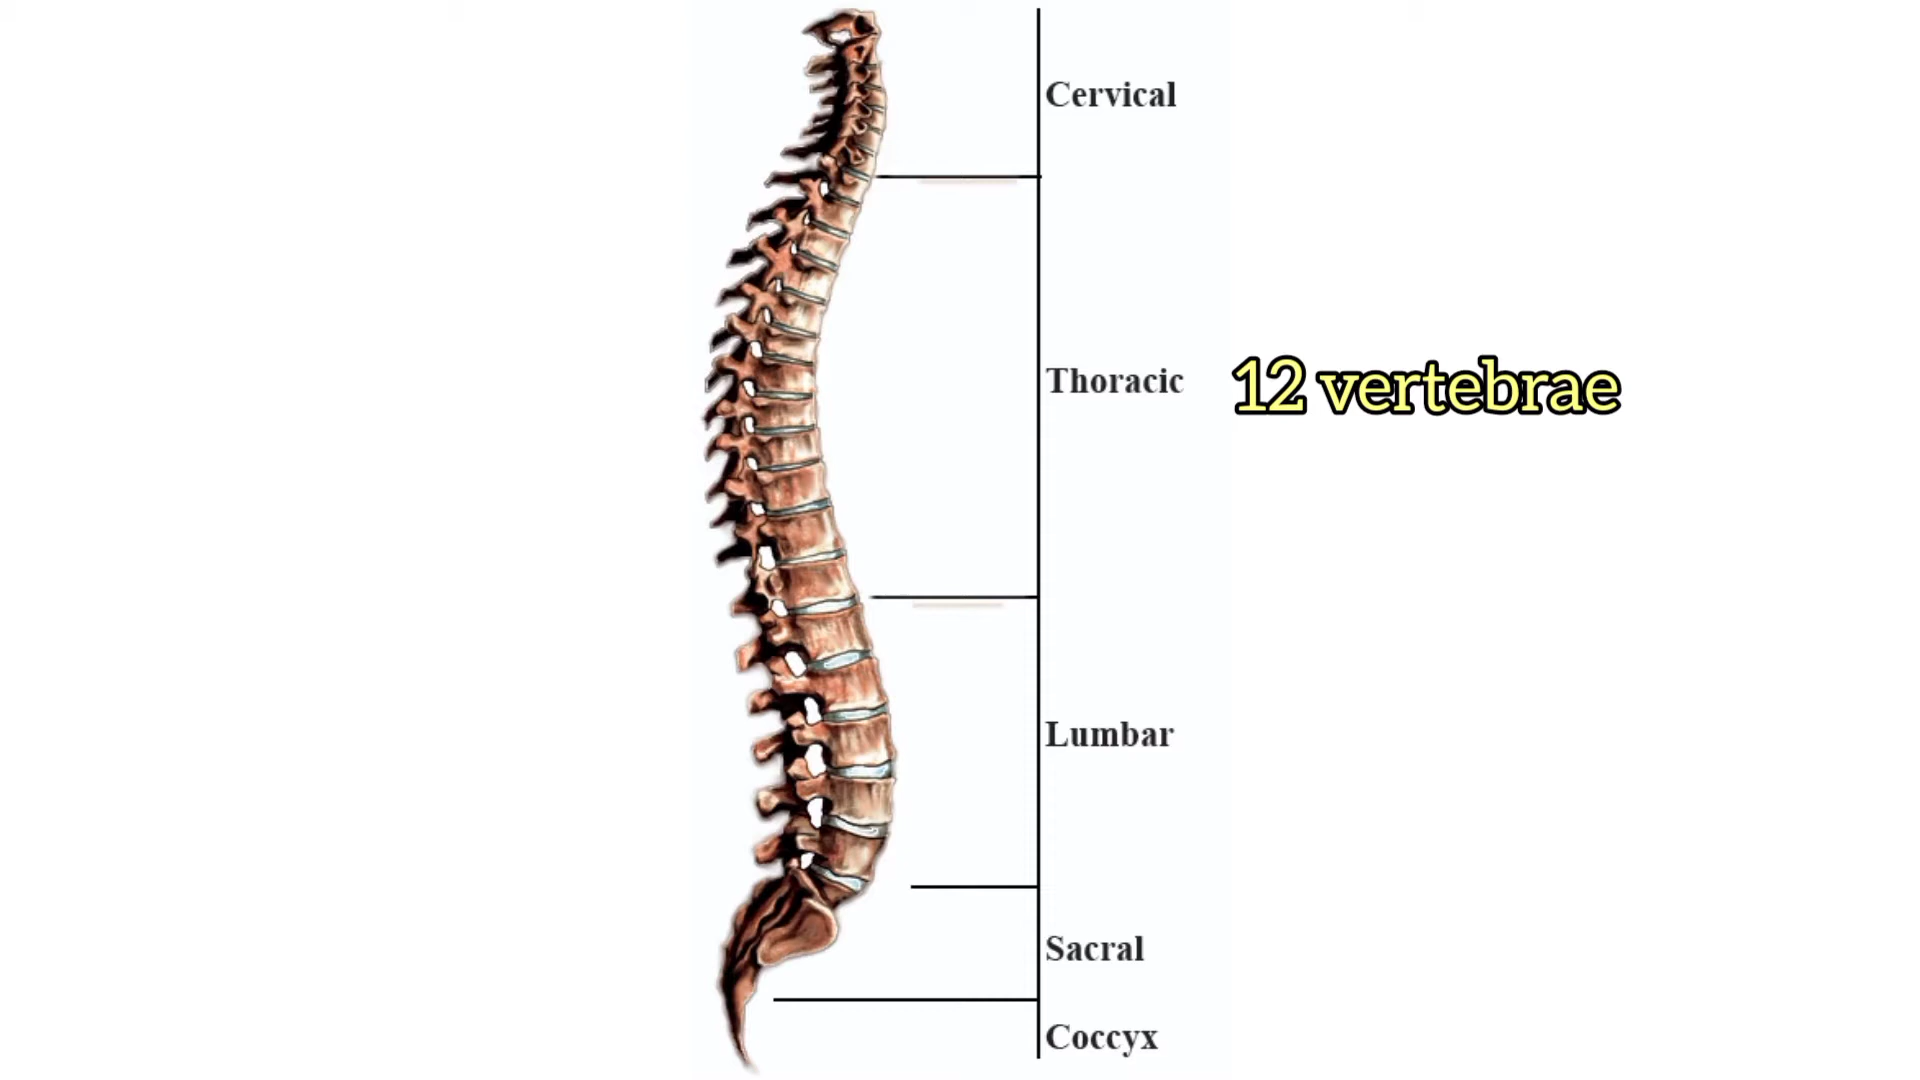 Cervical
Thoracic
12 vertebrae
Lumbar
Sacral
Coccyx